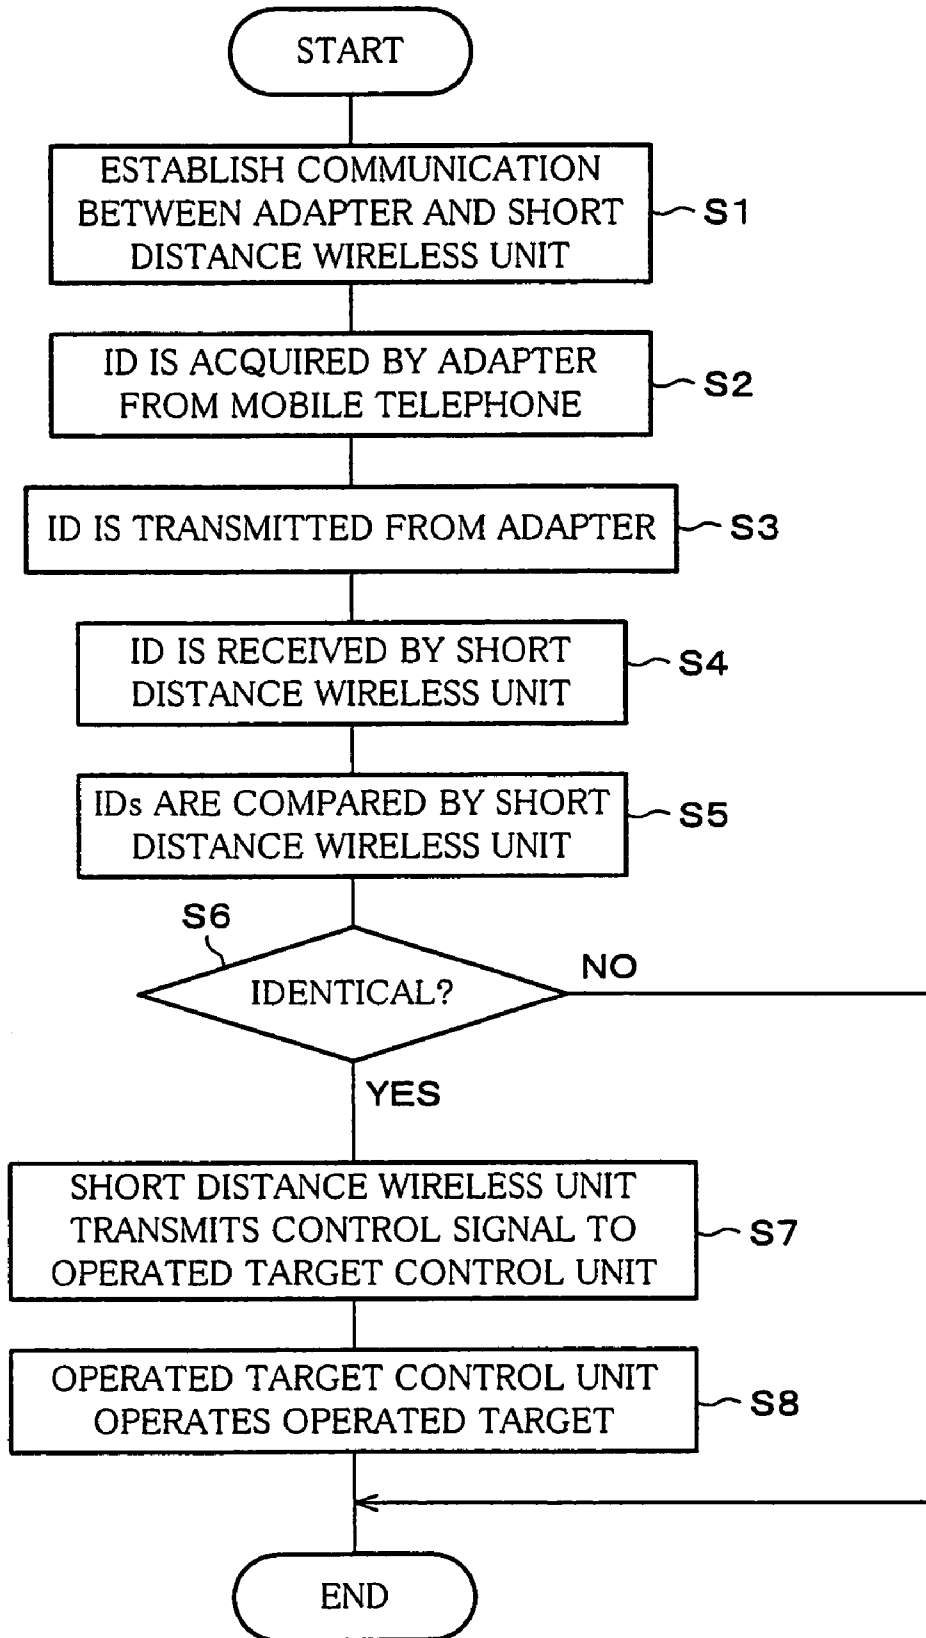 START
ESTABLISH COMMUNICATION
BETWEEN ADAPTER AND SHORT
DISTANCE WIRELESS UNIT
S1
ID IS ACQUIRED BY ADAPTER
FROM MOBILE TELEPHONE
S2
ID IS TRANSMITTED FROM ADAPTER
S3
ID IS RECEIVED BY SHORT
DISTANCE WIRELESS UNIT
S4
IDs ARE COMPARED BY SHORT
DISTANCE WIRELESS UNIT
S5
S6
IDENTICAL?
NO
YES
SHORT DISTANCE WIRELESS UNIT
TRANSMITS CONTROL SIGNAL TO
OPERATED TARGET CONTROL UNIT
S7
OPERATED TARGET CONTROL UNIT
OPERATES OPERATED TARGET
S8
END